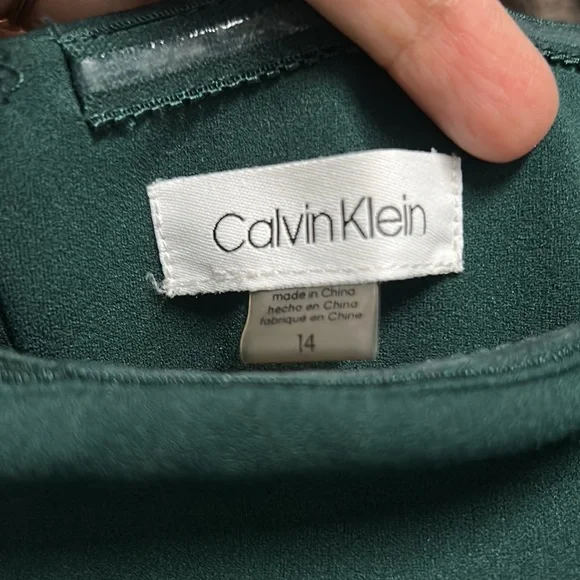 Calvin Klein
made in China
hecho en China
fabriqué en Chine
14